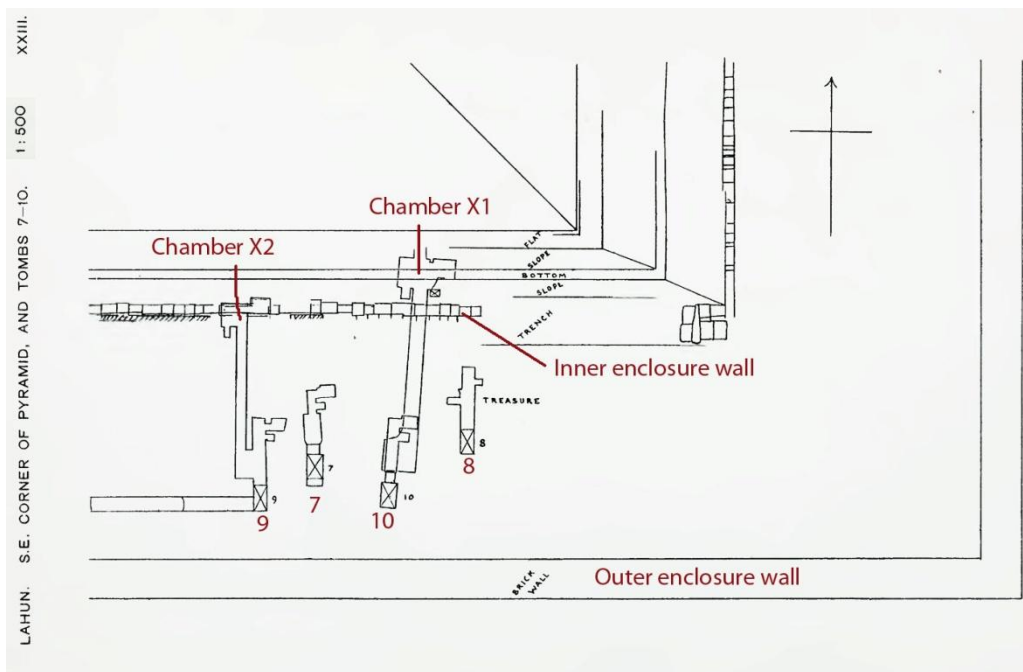 LAHUN. S.E. CORNER OF PYRAMID, AND TOMBS 7–10. 1:500 XXIII.
Chamber X1
Chamber X2
FLAT
SLOPE
BOTTOM
SLOPE
TRENCH
Inner enclosure wall
TREASURE
8
8
7
7
9
9
10
10
BRICK
WALL
Outer enclosure wall